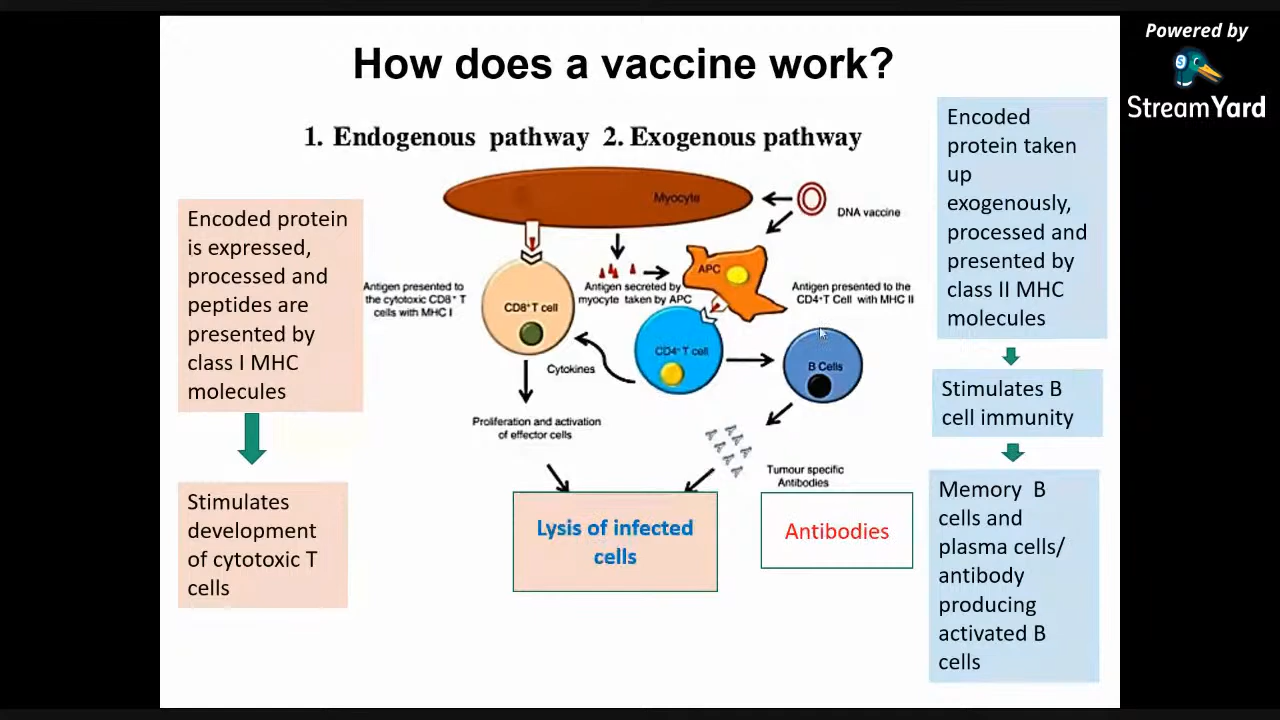 How does a vaccine work?
1. Endogenous pathway 2. Exogenous pathway
Encoded protein
is expressed,
processed and
peptides are
presented by
class I MHC
molecules
Stimulates
development
of cytotoxic T
cells
Myocyte
DNA vaccine
Antigen presented to
the cytotoxic CD8+ T
cells with MHC I
CD8+T cell
Antigen secreted by
myocyte taken by APC
APC
Antigen presented to the
CD4+T Cell with MHC II
CD4+ T cell
B Cells
Cytokines
Proliferation and activation
of effector cells
Tumour specific
Antibodies
Lysis of infected
cells
Antibodies
Encoded
protein taken
up
exogenously,
processed and
presented by
class II MHC
molecules
Stimulates B
cell immunity
Memory B
cells and
plasma cells/
antibody
producing
activated B
cells
Powered by
S
StreamYard